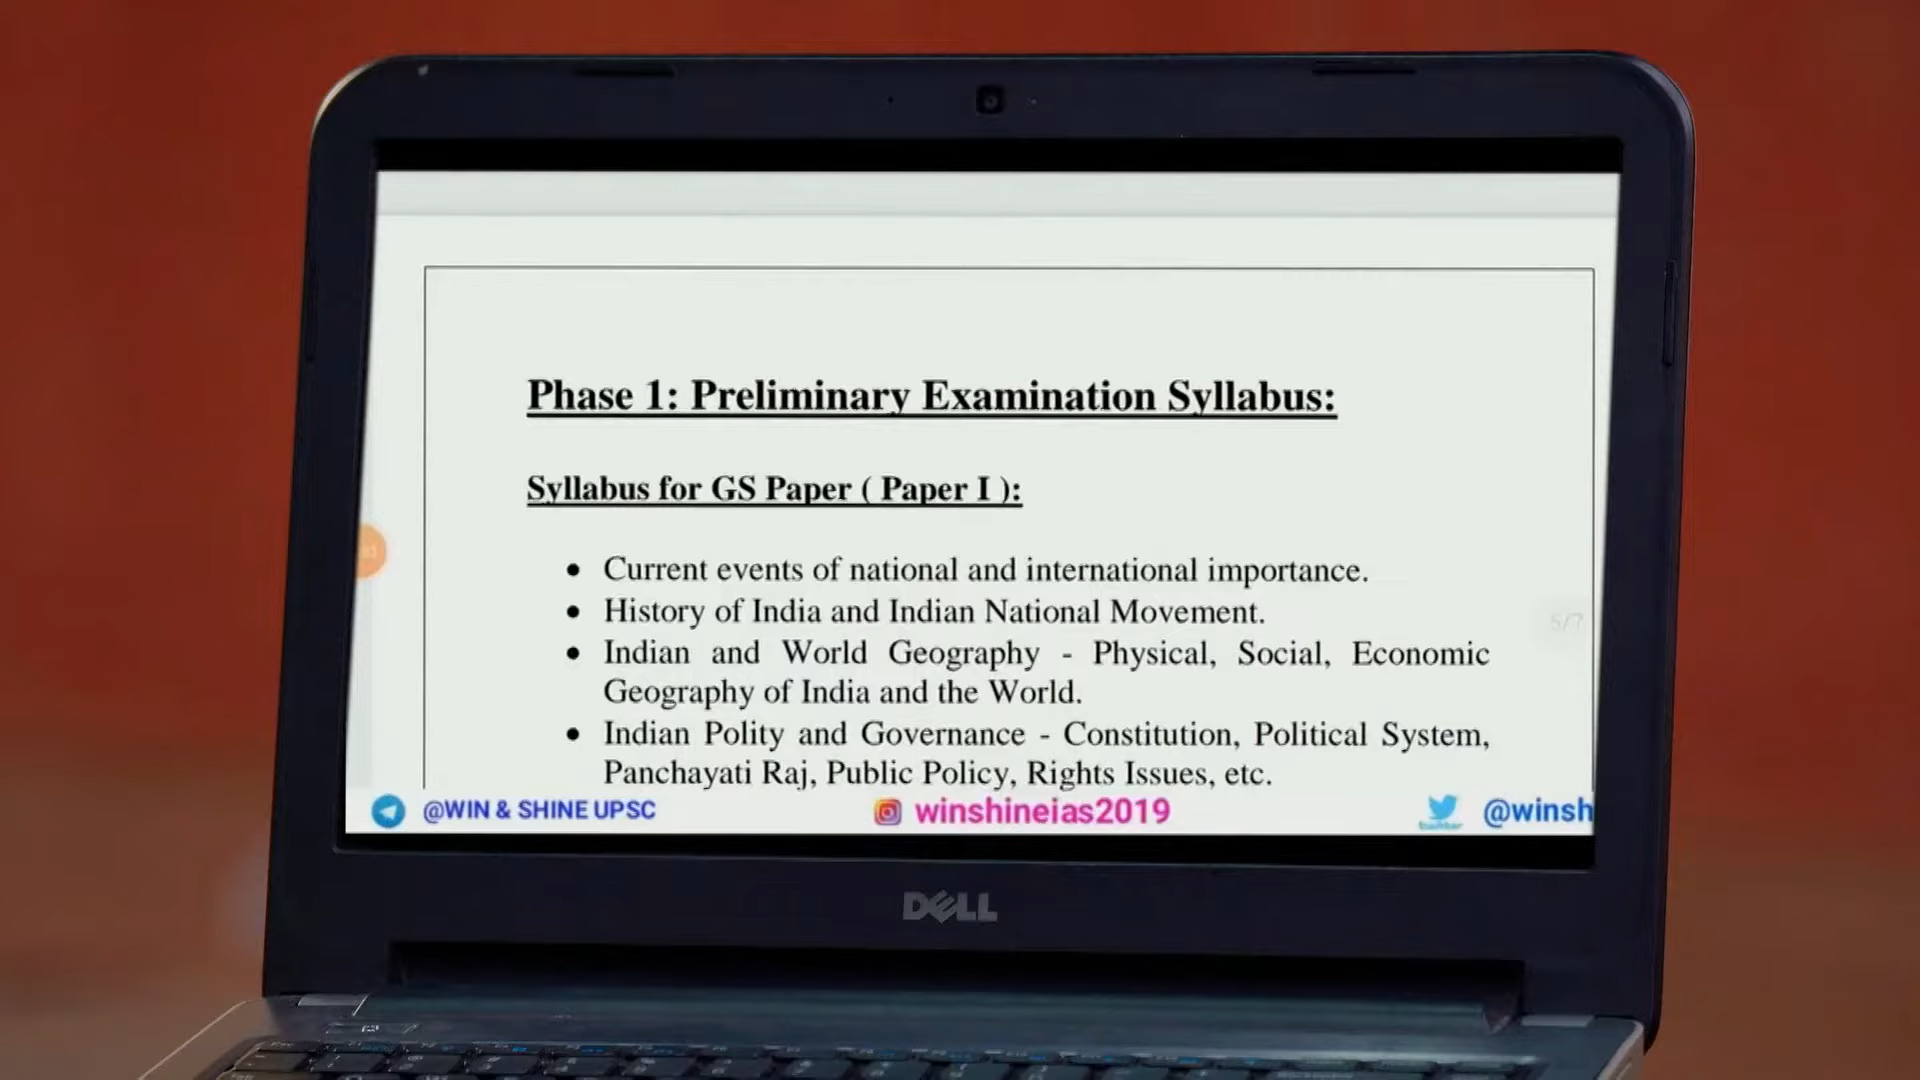 Phase 1: Preliminary Examination Syllabus:
Syllabus for GS Paper ( Paper I ):
• Current events of national and international importance.
• History of India and Indian National Movement.
• Indian and World Geography - Physical, Social, Economic
Geography of India and the World.
• Indian Polity and Governance - Constitution, Political System,
Panchayati Raj, Public Policy, Rights Issues, etc.
5/7
@WIN & SHINE UPSC
winshineias2019
@winsh
DELL